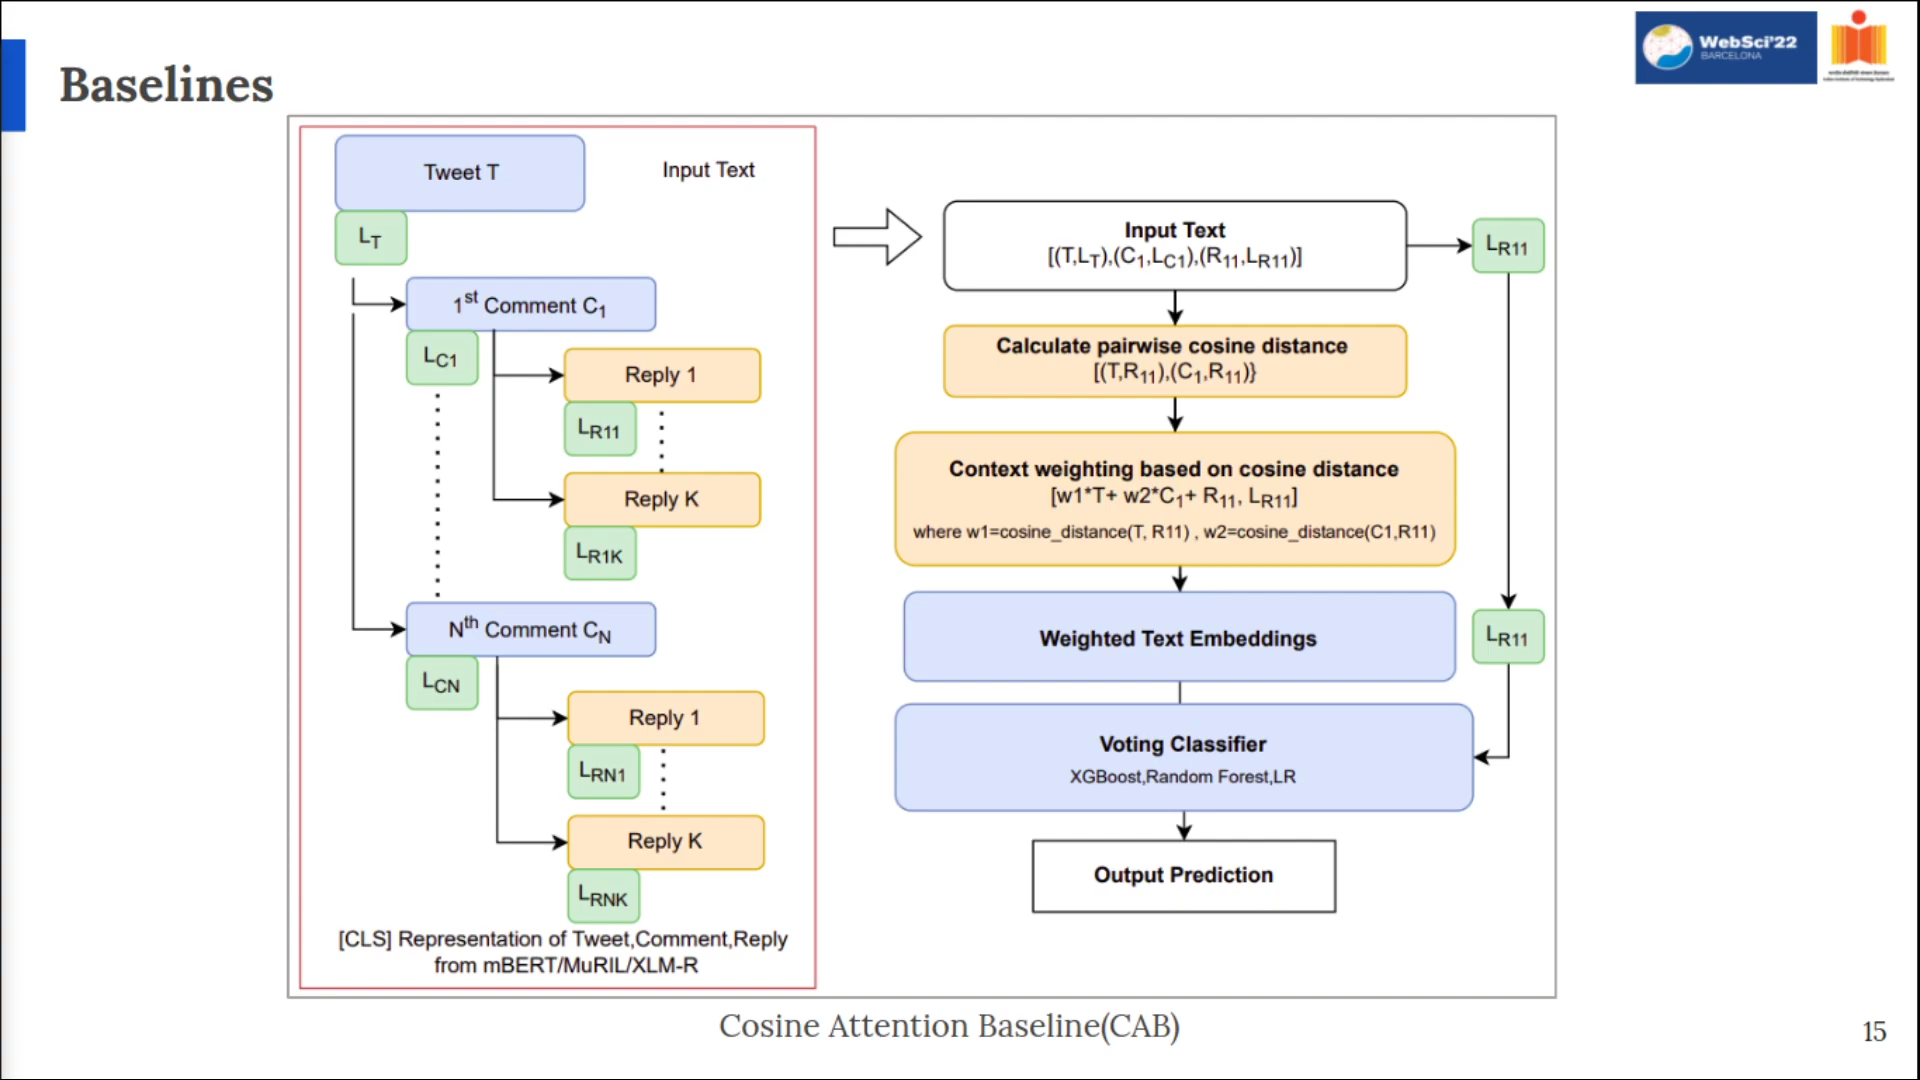 WebSci'22
BARCELONA
Baselines
Tweet T
Input Text
LT
1st Comment C1
LC1
Reply 1
LR11
Reply K
LR1K
Nth Comment CN
LCN
Reply 1
LRN1
Reply K
LRNK
[CLS] Representation of Tweet,Comment,Reply
from mBERT/MuRIL/XLM-R
Input Text
[(T,LT),(C1,LC1),(R11,LR11)]
LR11
Calculate pairwise cosine distance
[(T,R11),(C1,R11)}
Context weighting based on cosine distance
[w1*T+ w2*C1+ R11, LR11]
where w1=cosine_distance(T, R11) , w2=cosine_distance(C1,R11)
Weighted Text Embeddings
LR11
Voting Classifier
XGBoost,Random Forest,LR
Output Prediction
Cosine Attention Baseline(CAB)
15